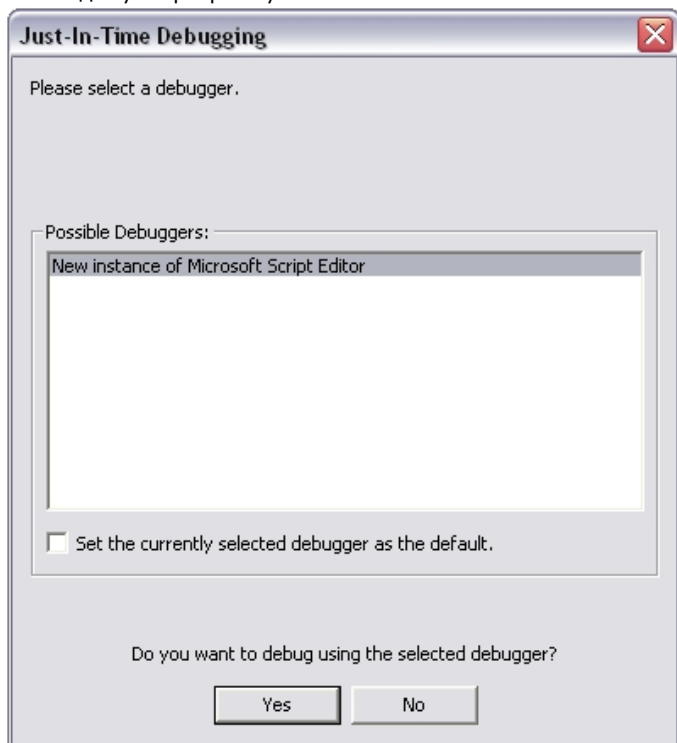 Just-In-Time Debugging
Please select a debugger.
Possible Debuggers:
New instance of Microsoft Script Editor
Set the currently selected debugger as the default.
Do you want to debug using the selected debugger?
Yes No